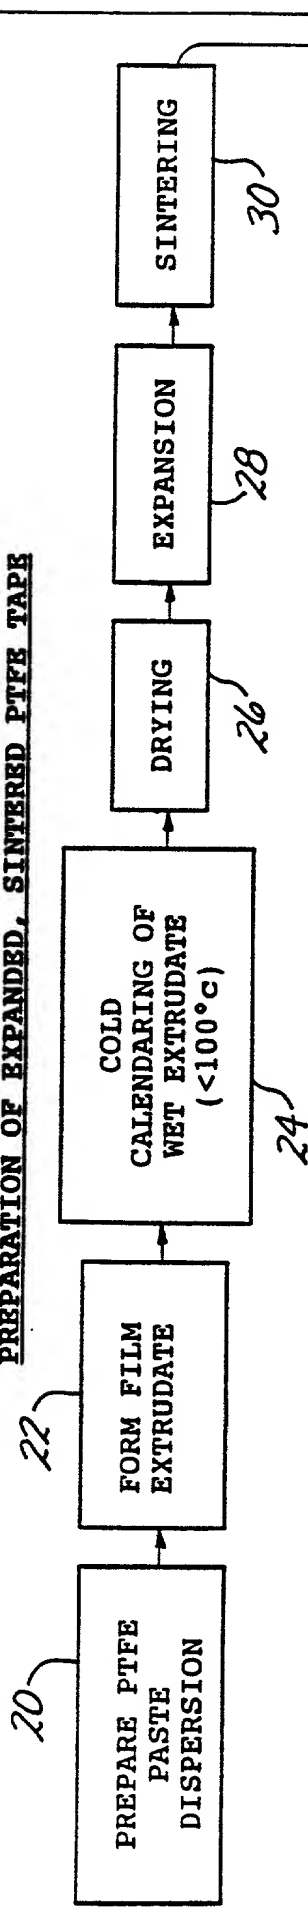 PREPARATION OF EXPANDED, SINTERED PTFE TAPE
20
PREPARE PTFE
PASTE
DISPERSION
22
FORM FILM
EXTRUDATE
COLD
CALENDARING OF
WET EXTRUDATE
(<100°c)
24
DRYING
26
EXPANSION
28
SINTERING
30